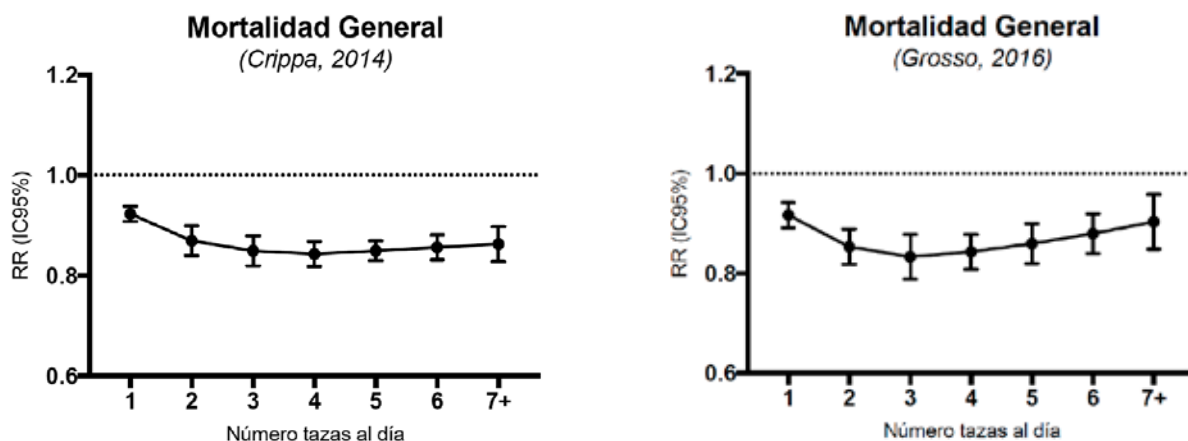 Mortalidad General
(Crippa, 2014)
1.2
1.0
0.8
0.6
RR (IC95%)
1 2 3 4 5 6 7+
Número tazas al día
Mortalidad General
(Grosso, 2016)
1.2
1.0
0.8
0.6
RR (IC95%)
1 2 3 4 5 6 7+
Número tazas al día